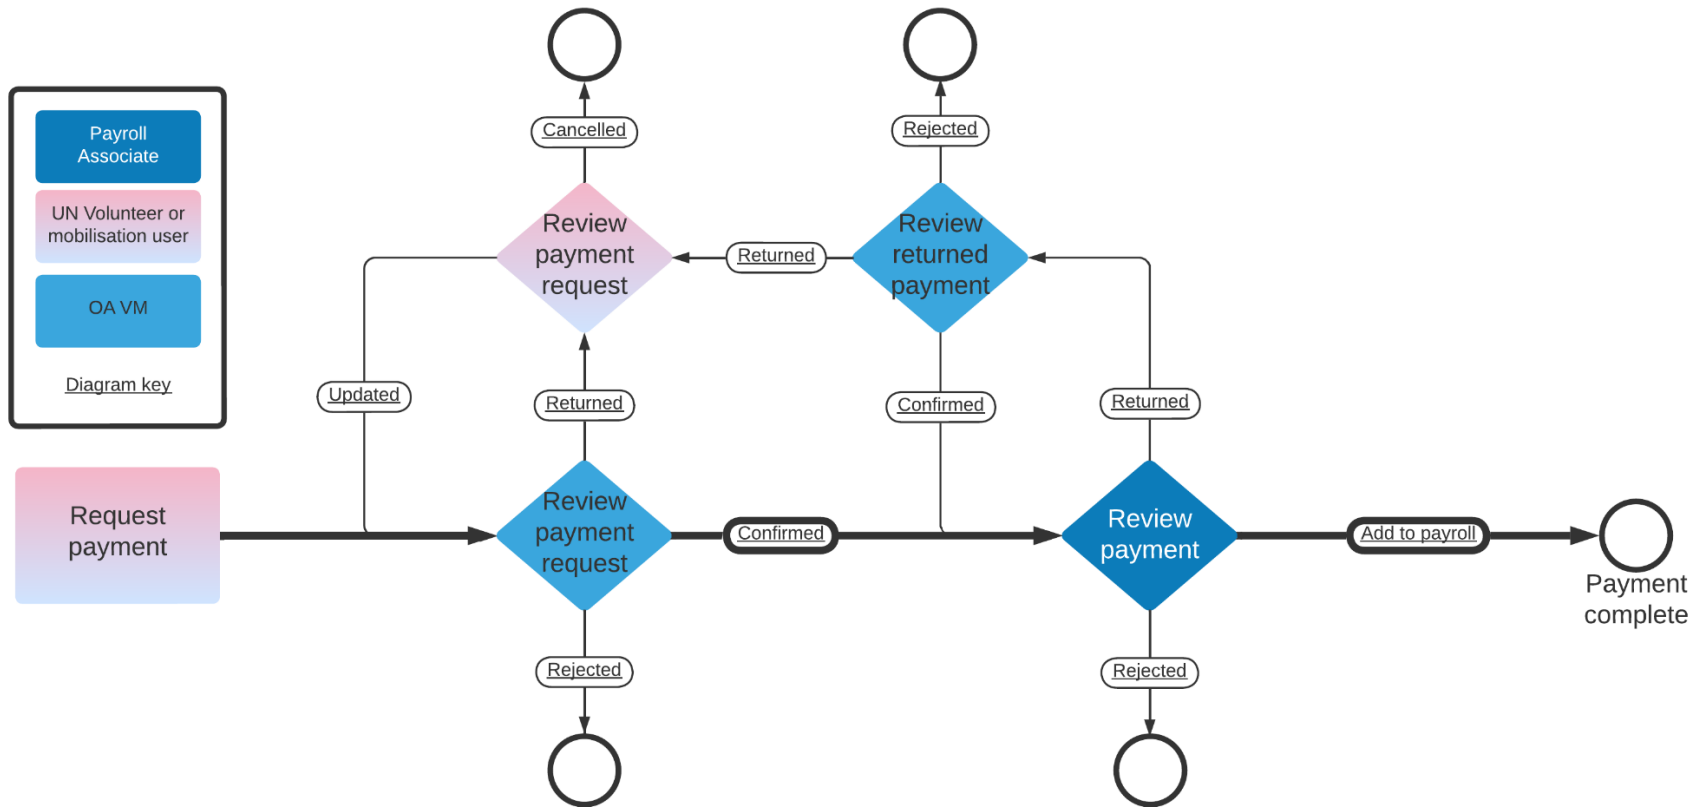 Payroll
Associate
UN Volunteer or
mobilisation user
OA VM
Diagram key
Cancelled
Rejected
Review
payment
request
Returned
Review
returned
payment
Updated
Returned
Confirmed
Returned
Request
payment
Review
payment
request
Confirmed
Review
payment
Add to payroll
Payment
complete
Rejected
Rejected